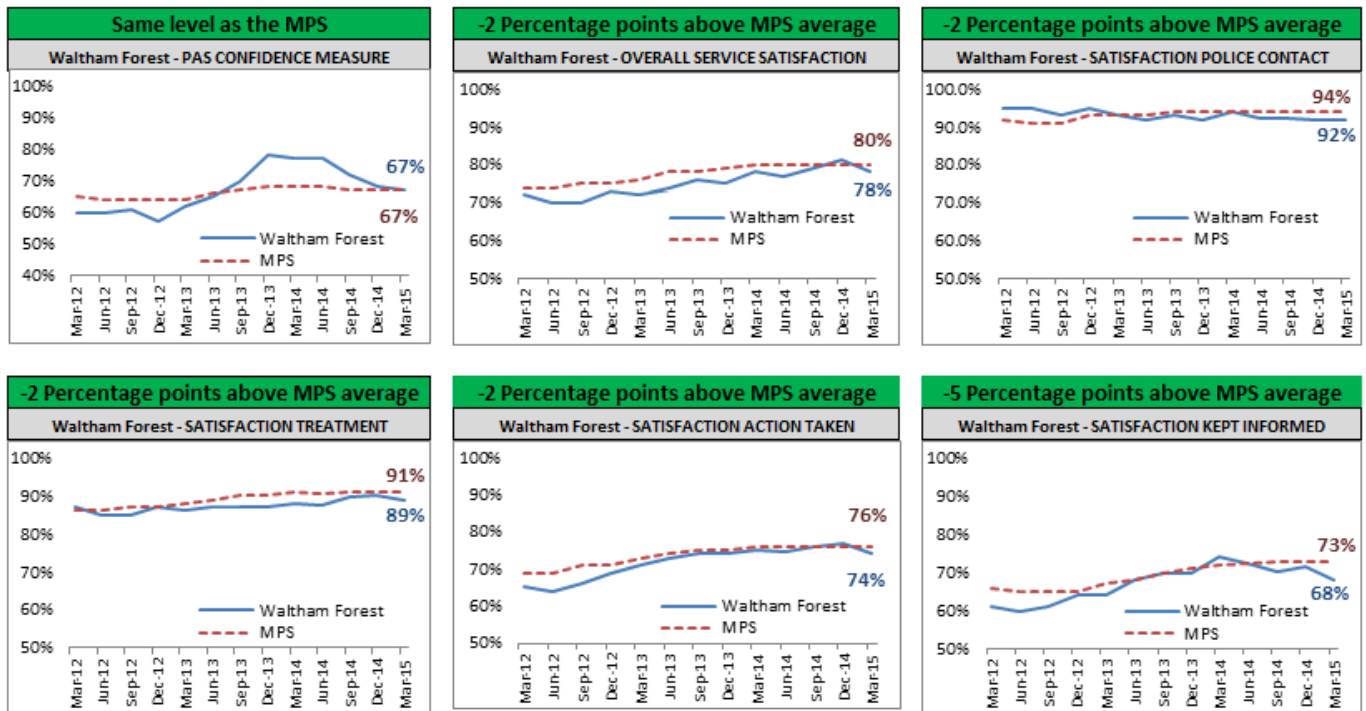 Same level as the MPS
Waltham Forest - PAS CONFIDENCE MEASURE
100%
90%
80%
70%
60%
50%
40%
67%
67%
Waltham Forest
MPS
Mar-12
Jun-12
Sep-12
Dec-12
Mar-13
Jun-13
Sep-13
Dec-13
Mar-14
Jun-14
Sep-14
Dec-14
Mar-15
-2 Percentage points above MPS average
Waltham Forest - OVERALL SERVICE SATISFACTION
100%
90%
80%
70%
60%
50%
80%
78%
Waltham Forest
MPS
Mar-12
Jun-12
Sep-12
Dec-12
Mar-13
Jun-13
Sep-13
Dec-13
Mar-14
Jun-14
Sep-14
Dec-14
Mar-15
-2 Percentage points above MPS average
Waltham Forest - SATISFACTION POLICE CONTACT
100.0%
90.0%
80.0%
70.0%
60.0%
50.0%
94%
92%
Waltham Forest
MPS
Mar-12
Jun-12
Sep-12
Dec-12
Mar-13
Jun-13
Sep-13
Dec-13
Mar-14
Jun-14
Sep-14
Dec-14
Mar-15
-2 Percentage points above MPS average
Waltham Forest - SATISFACTION TREATMENT
100%
90%
80%
70%
60%
50%
91%
89%
Waltham Forest
MPS
Mar-12
Jun-12
Sep-12
Dec-12
Mar-13
Jun-13
Sep-13
Dec-13
Mar-14
Jun-14
Sep-14
Dec-14
Mar-15
-2 Percentage points above MPS average
Waltham Forest - SATISFACTION ACTION TAKEN
100%
90%
80%
70%
60%
50%
76%
74%
Waltham Forest
MPS
Mar-12
Jun-12
Sep-12
Dec-12
Mar-13
Jun-13
Sep-13
Dec-13
Mar-14
Jun-14
Sep-14
Dec-14
Mar-15
-5 Percentage points above MPS average
Waltham Forest - SATISFACTION KEPT INFORMED
100%
90%
80%
70%
60%
50%
73%
68%
Waltham Forest
MPS
Mar-12
Jun-12
Sep-12
Dec-12
Mar-13
Jun-13
Sep-13
Dec-13
Mar-14
Jun-14
Sep-14
Dec-14
Mar-15